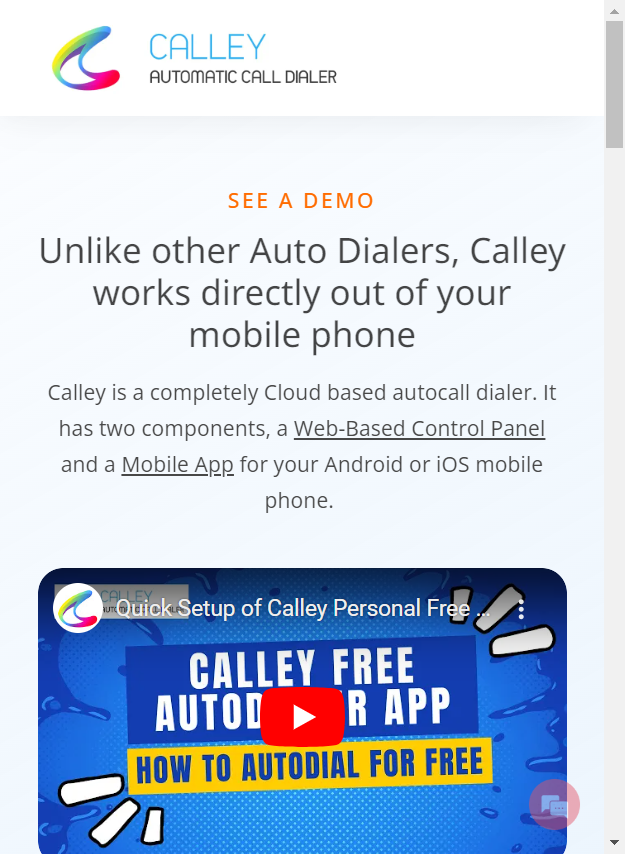 CALLEY
AUTOMATIC CALL DIALER
SEE A DEMO
Unlike other Auto Dialers, Calley
works directly out of your
mobile phone
Calley is a completely Cloud based autocall dialer. It
has two components, a Web-Based Control Panel
and a Mobile App for your Android or iOS mobile
phone.
CALLEY
Quick Setup of Calley Personal Free ...
CALLEY FREE
APP
HOW TO AUTODIAL FOR FREE